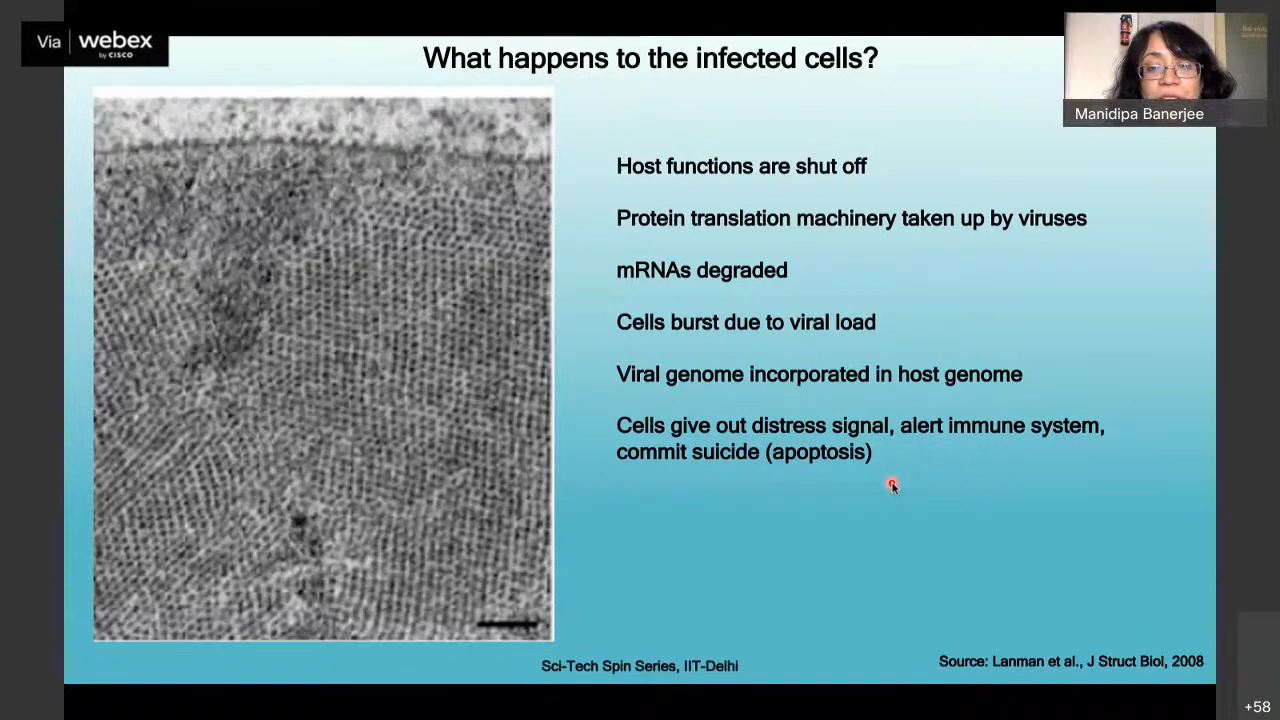 Via webex
by CISCO
What happens to the infected cells?
Manidipa Banerjee
Host functions are shut off
Protein translation machinery taken up by viruses
mRNAs degraded
Cells burst due to viral load
Viral genome incorporated in host genome
Cells give out distress signal, alert immune system,
commit suicide (apoptosis)
Sci-Tech Spin Series, IIT-Delhi
Source: Lanman et al., J Struct Biol, 2008
+58